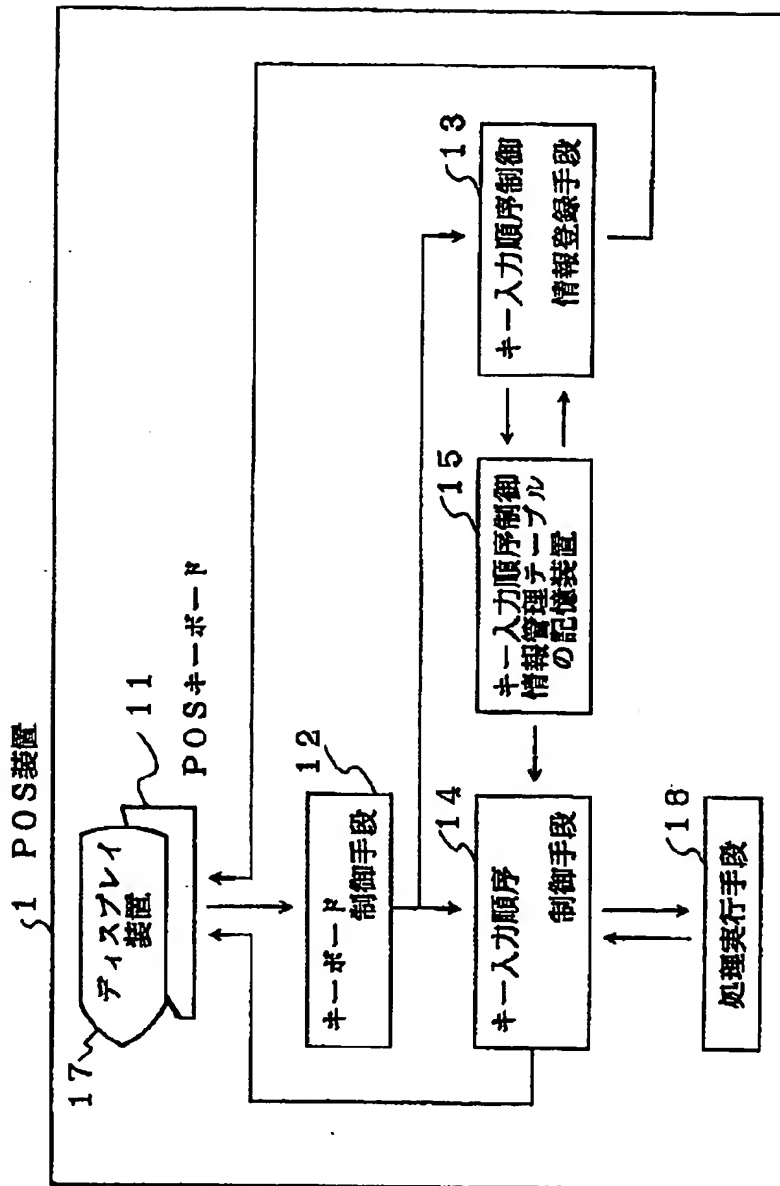 1 POS装置
17
ディスプレイ
装置
11
POSキーボード
12
キーボード
制御手段
13
キー入力順序制御
情報登録手段
14
キー入力順序
制御手段
15
キー入力順序制御
情報管理テーブル
の記憶装置
18
処理実行手段